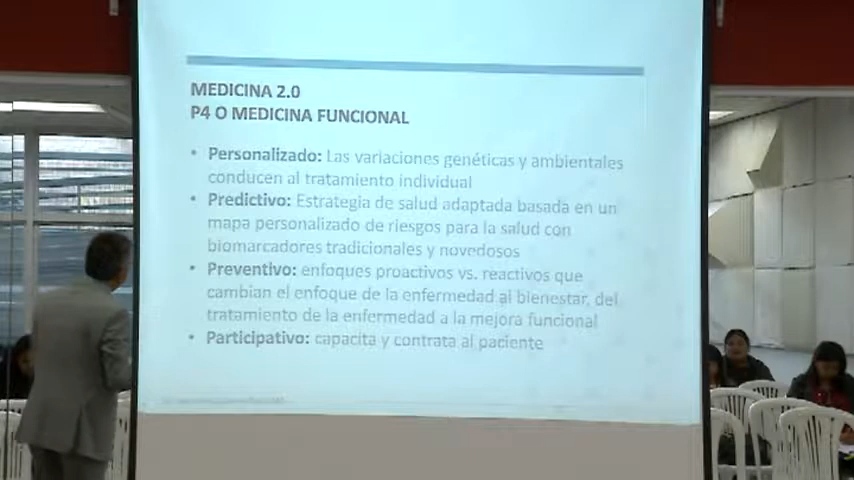 MEDICINA 2.0
P4 O MEDICINA FUNCIONAL
• Personalizado: Las variaciones genéticas y ambientales
conducen al tratamiento individual
• Predictivo: Estrategia de salud adaptada basada en un
mapa personalizado de riesgos para la salud con
biomarcadores tradicionales y novedosos
• Preventivo: enfoques proactivos vs. reactivos que
cambian el enfoque de la enfermedad al bienestar, del
tratamiento de la enfermedad a la mejora funcional
• Participativo: capacita y contrata al paciente